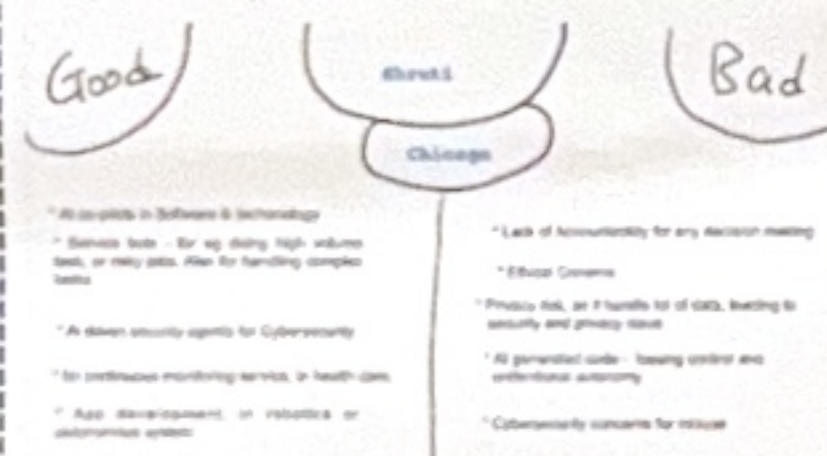 Good
Shruti
Bad
Chicago
* AI co-pilots in Software & technology
* Service bots - for eg doing high volume
task, or risky jobs. Also for handling complex
tasks
* AI driven security agents for Cybersecurity
* for continuous monitoring service, in health care
* App development, in robotics or
autonomous system
* Lack of Accountability for any decision making
* Ethical Concerns
* Privacy risk, as it handle lot of data, leading to
security and privacy issue
* AI generated code - loosing control and
unintentional autonomy
* Cybersecurity concerns for misuse